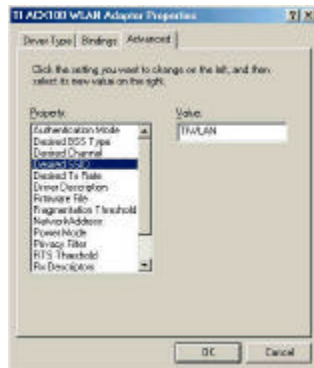 TI ACX100 WLAN Adapter Properties
Driver Type Bindings Advanced
Click the setting you want to change on the left, and then
select its new value on the right.
Property:
Value:
Authentication Mode
Desired BSS Type
Desired Channel
Desired SSID
Desired Tx Rate
Driver Description
Firmware File
Fragmentation Threshold
NetworkAddress
Power Mode
Privacy Filter
RTS Threshold
Rx Descriptors
TIWLAN
OK
Cancel